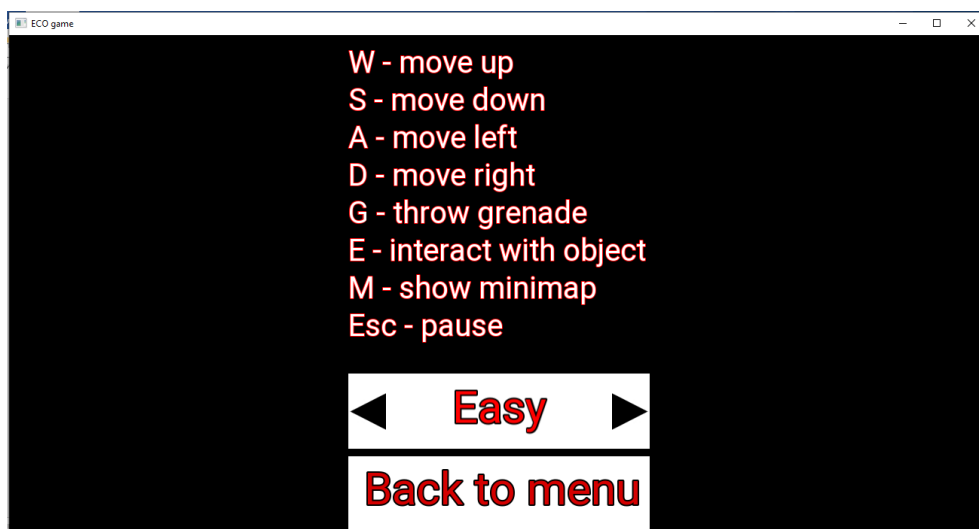 ECO game
W - move up
S - move down
A - move left
D - move right
G - throw grenade
E - interact with object
M - show minimap
Esc - pause
Easy
Back to menu